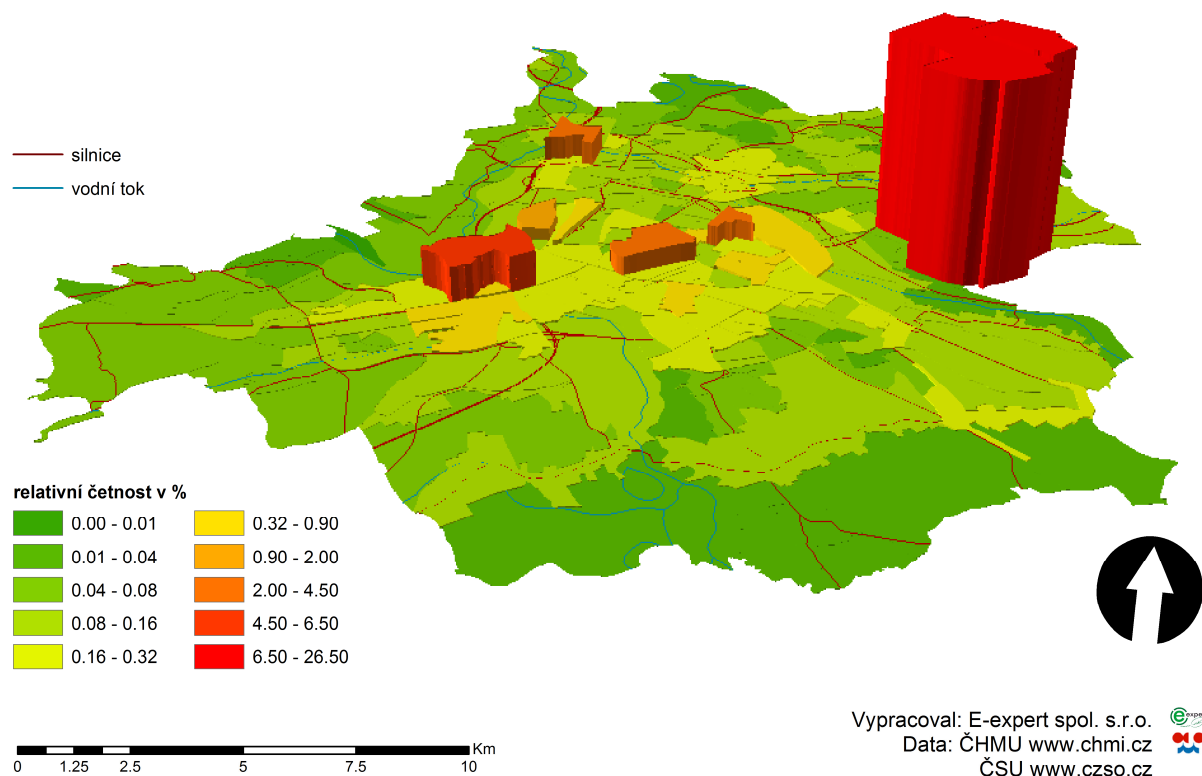 silnice
vodní tok
relativní četnost v %
0.00 - 0.01
0.01 - 0.04
0.04 - 0.08
0.08 - 0.16
0.16 - 0.32
0.32 - 0.90
0.90 - 2.00
2.00 - 4.50
4.50 - 6.50
6.50 - 26.50
Km
0 1.25 2.5 5 7.5 10
Vypracoval: E-expert spol. s.r.o.
Data: ČHMU www.chmi.cz
ČSU www.czso.cz